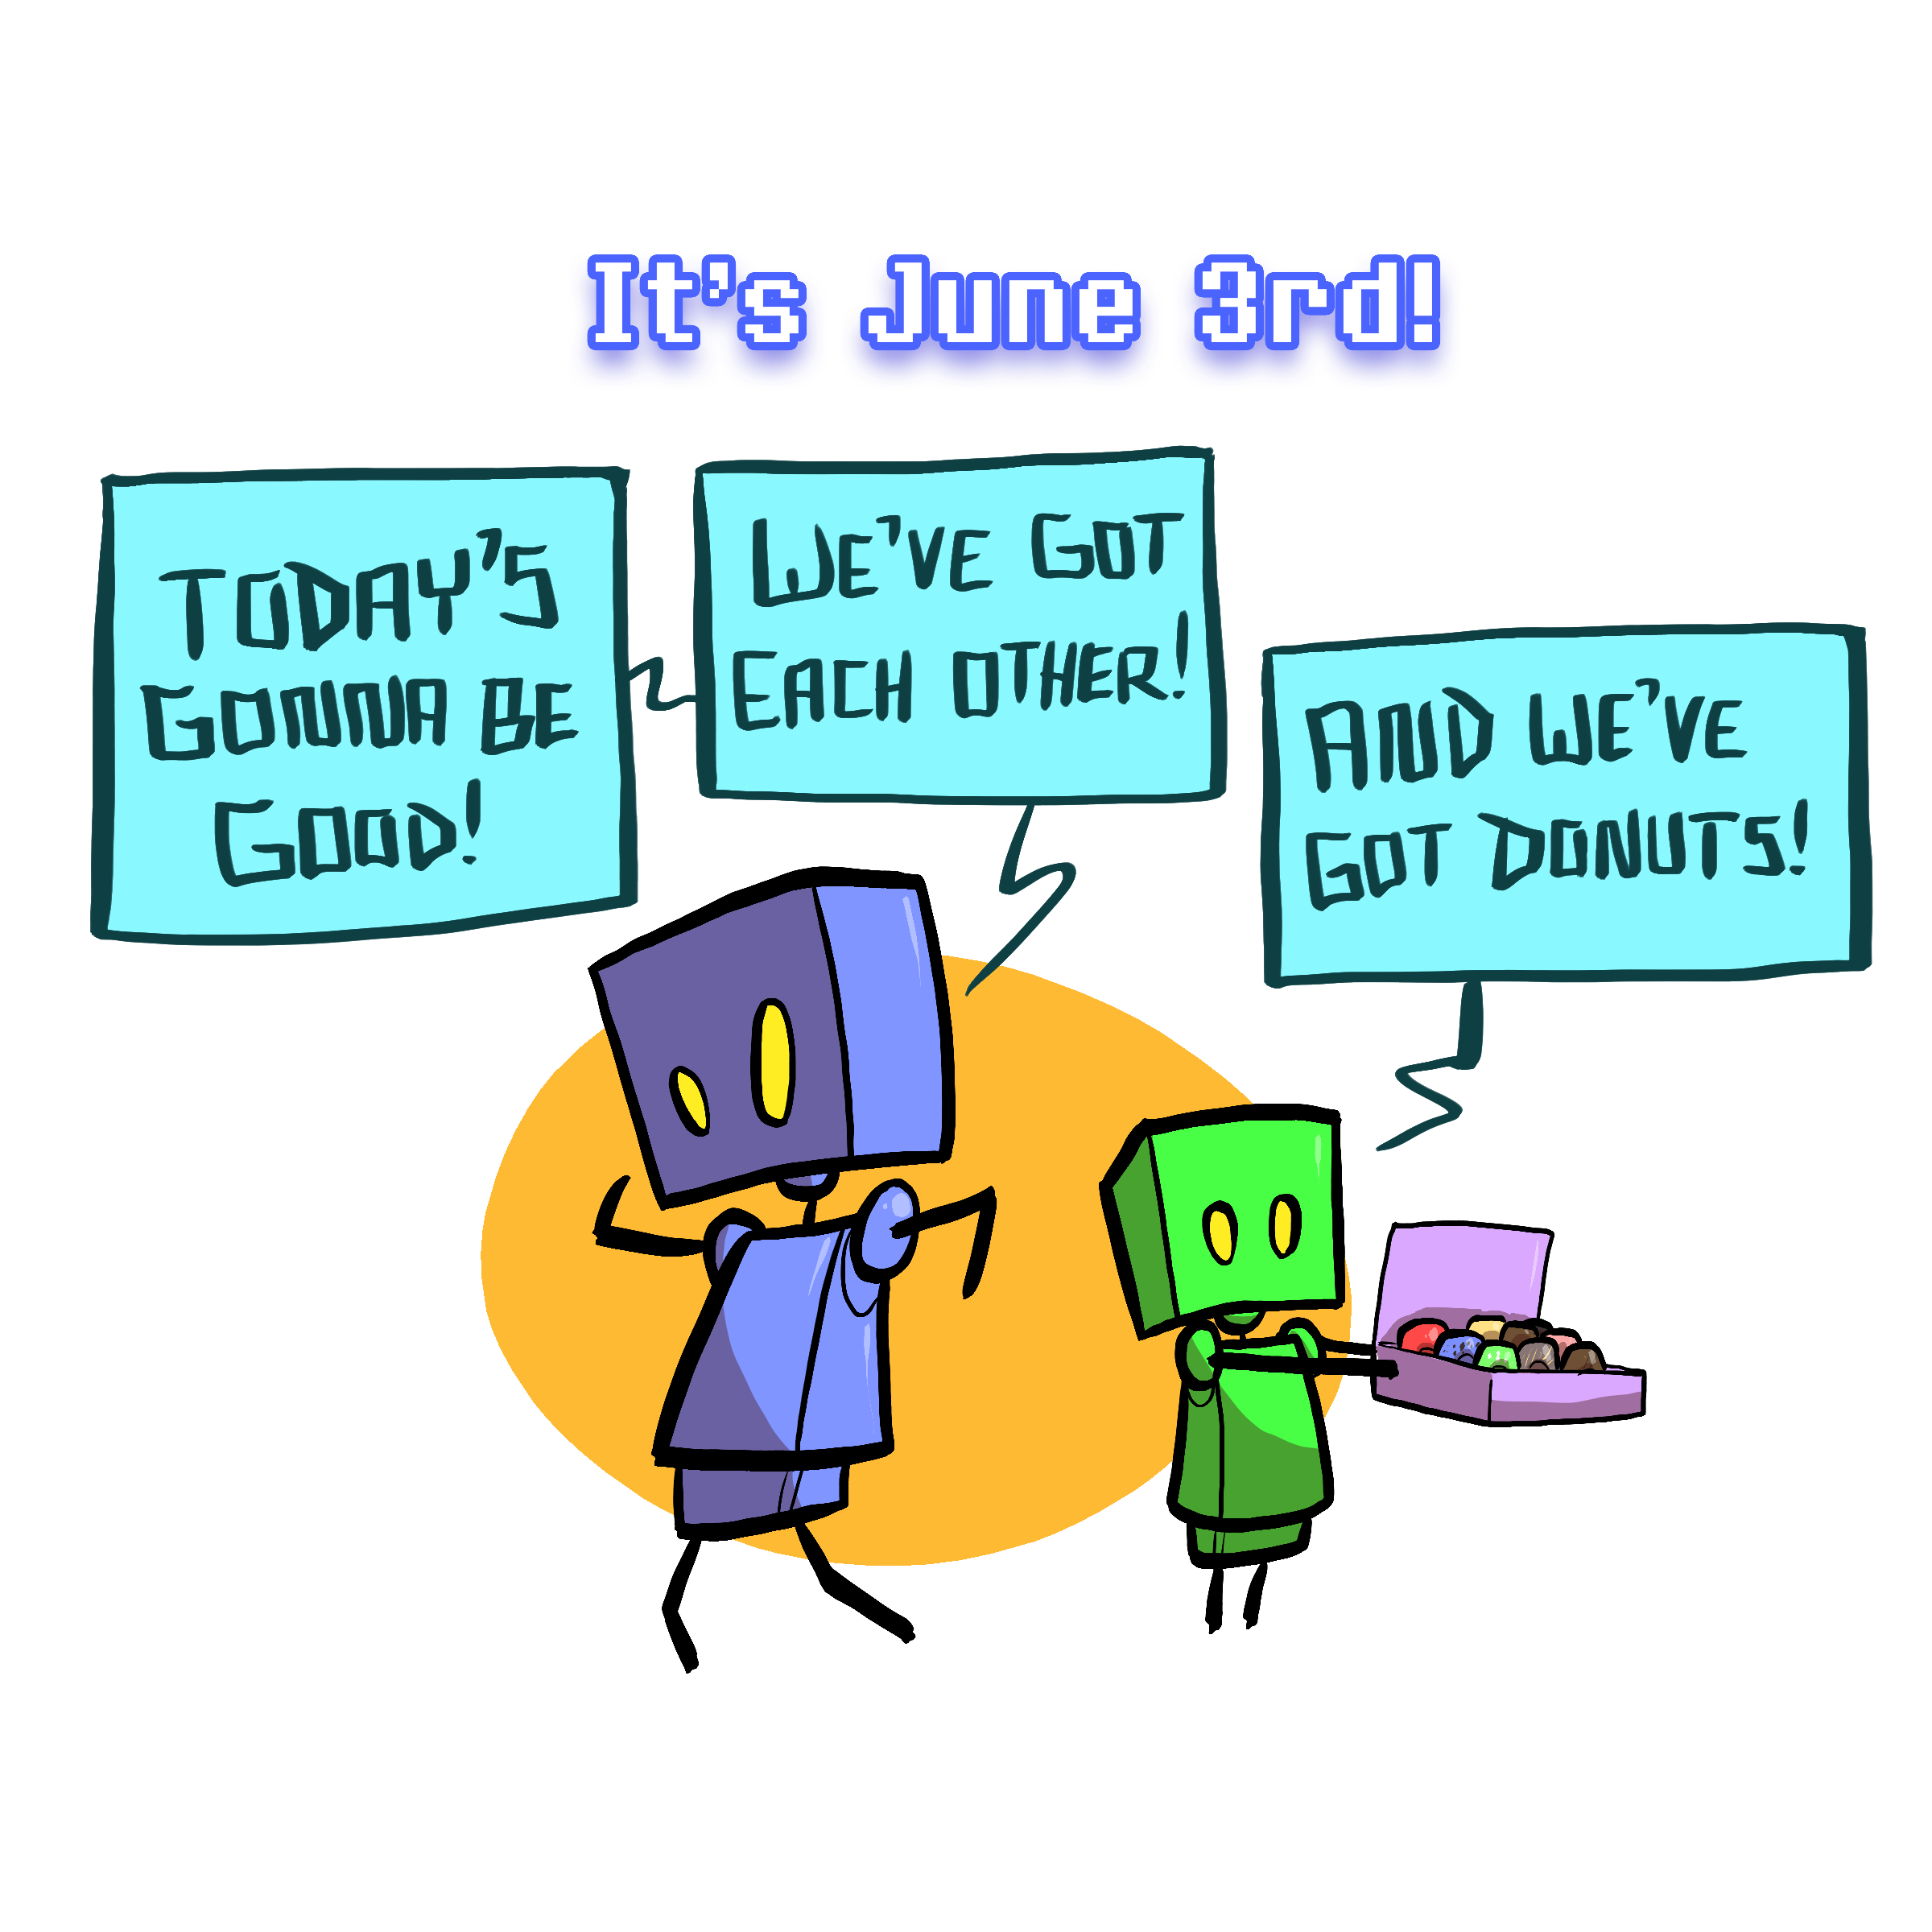 It's June 3rd!
TODAY'S
GONNA BE
GOOD!
WE'VE GOT
EACH OTHER!
AND WE'VE
GOT DONUTS!